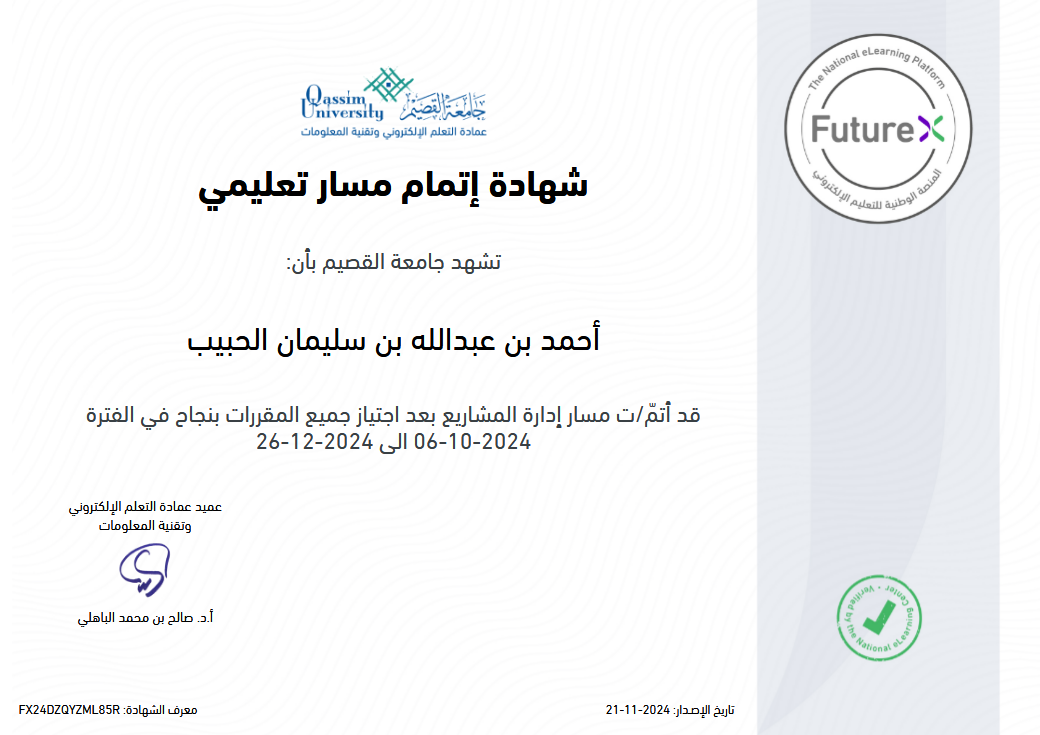 The National eLearning Platform
FutureX
المنصة الوطنية للتعليم الإلكتروني
Qassim
University
جامعة القصيم
عمادة التعلم الإلكتروني وتقنية المعلومات
شهادة إتمام مسار تعليمي
تشهد جامعة القصيم بأن:
أحمد بن عبدالله بن سليمان الحبيب
قد أتمّ/ت مسار إدارة المشاريع بعد اجتياز جميع المقررات بنجاح في الفترة
06-10-2024 الى 26-12-2024
عميد عمادة التعلم الإلكتروني
وتقنية المعلومات
أ.د. صالح بن محمد الباهلي
Verified by the National eLearning Center
تاريخ الإصدار: 2024-11-21
معرف الشهادة: FX24DZQYZML85R